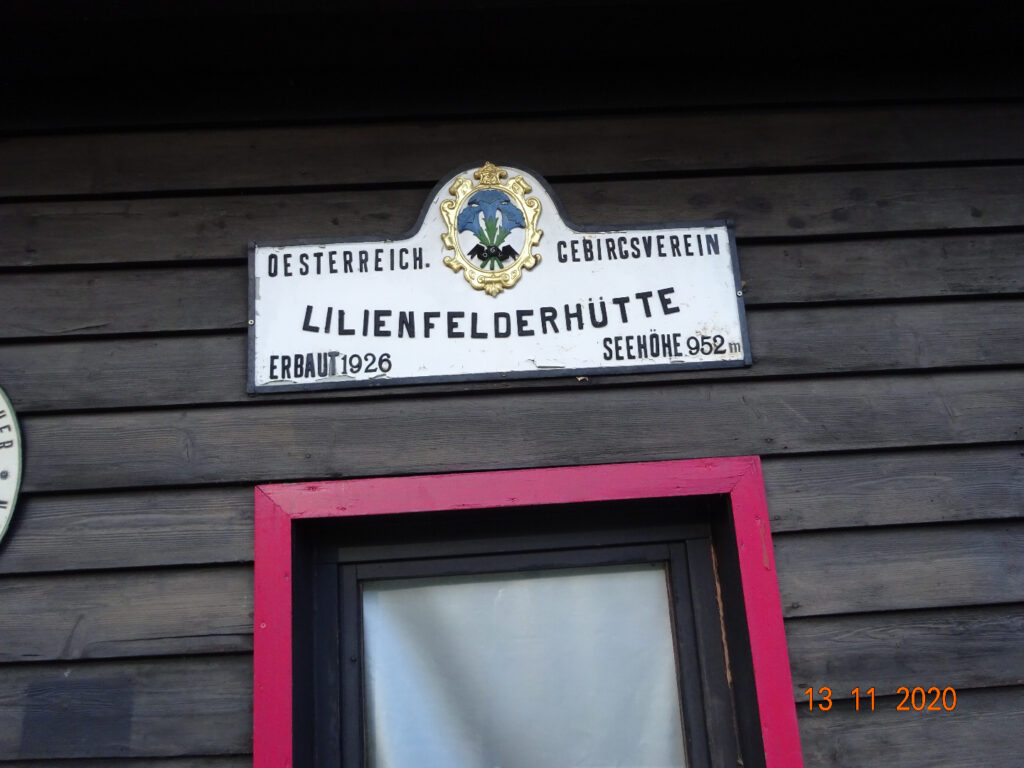 OESTERREICH. GEBIRGSVEREIN
LILIENFELDERHÜTTE
ERBAUT 1926 SEEHÖHE 952 m
13 11 2020